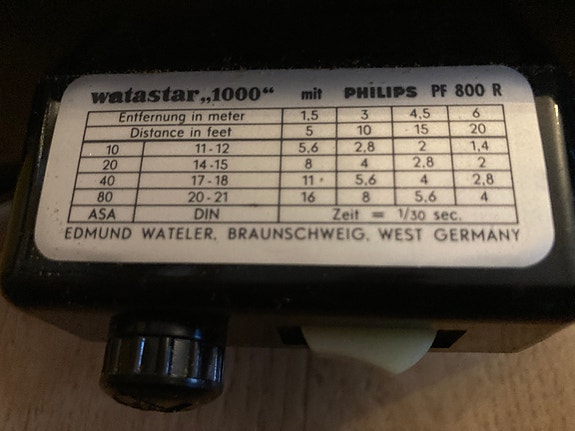 watastar„1000“ mit PHILIPS PF 800 R
Entfernung in meter 1,5 3 4,5 6
Distance in feet 5 10 15 20
10 11-12 5,6 2,8 2 1,4
20 14-15 8 4 2,8 2
40 17-18 11 5,6 4 2,8
80 20-21 16 8 5,6 4
ASA DIN Zeit = 1/30 sec.
EDMUND WATELER, BRAUNSCHWEIG, WEST GERMANY